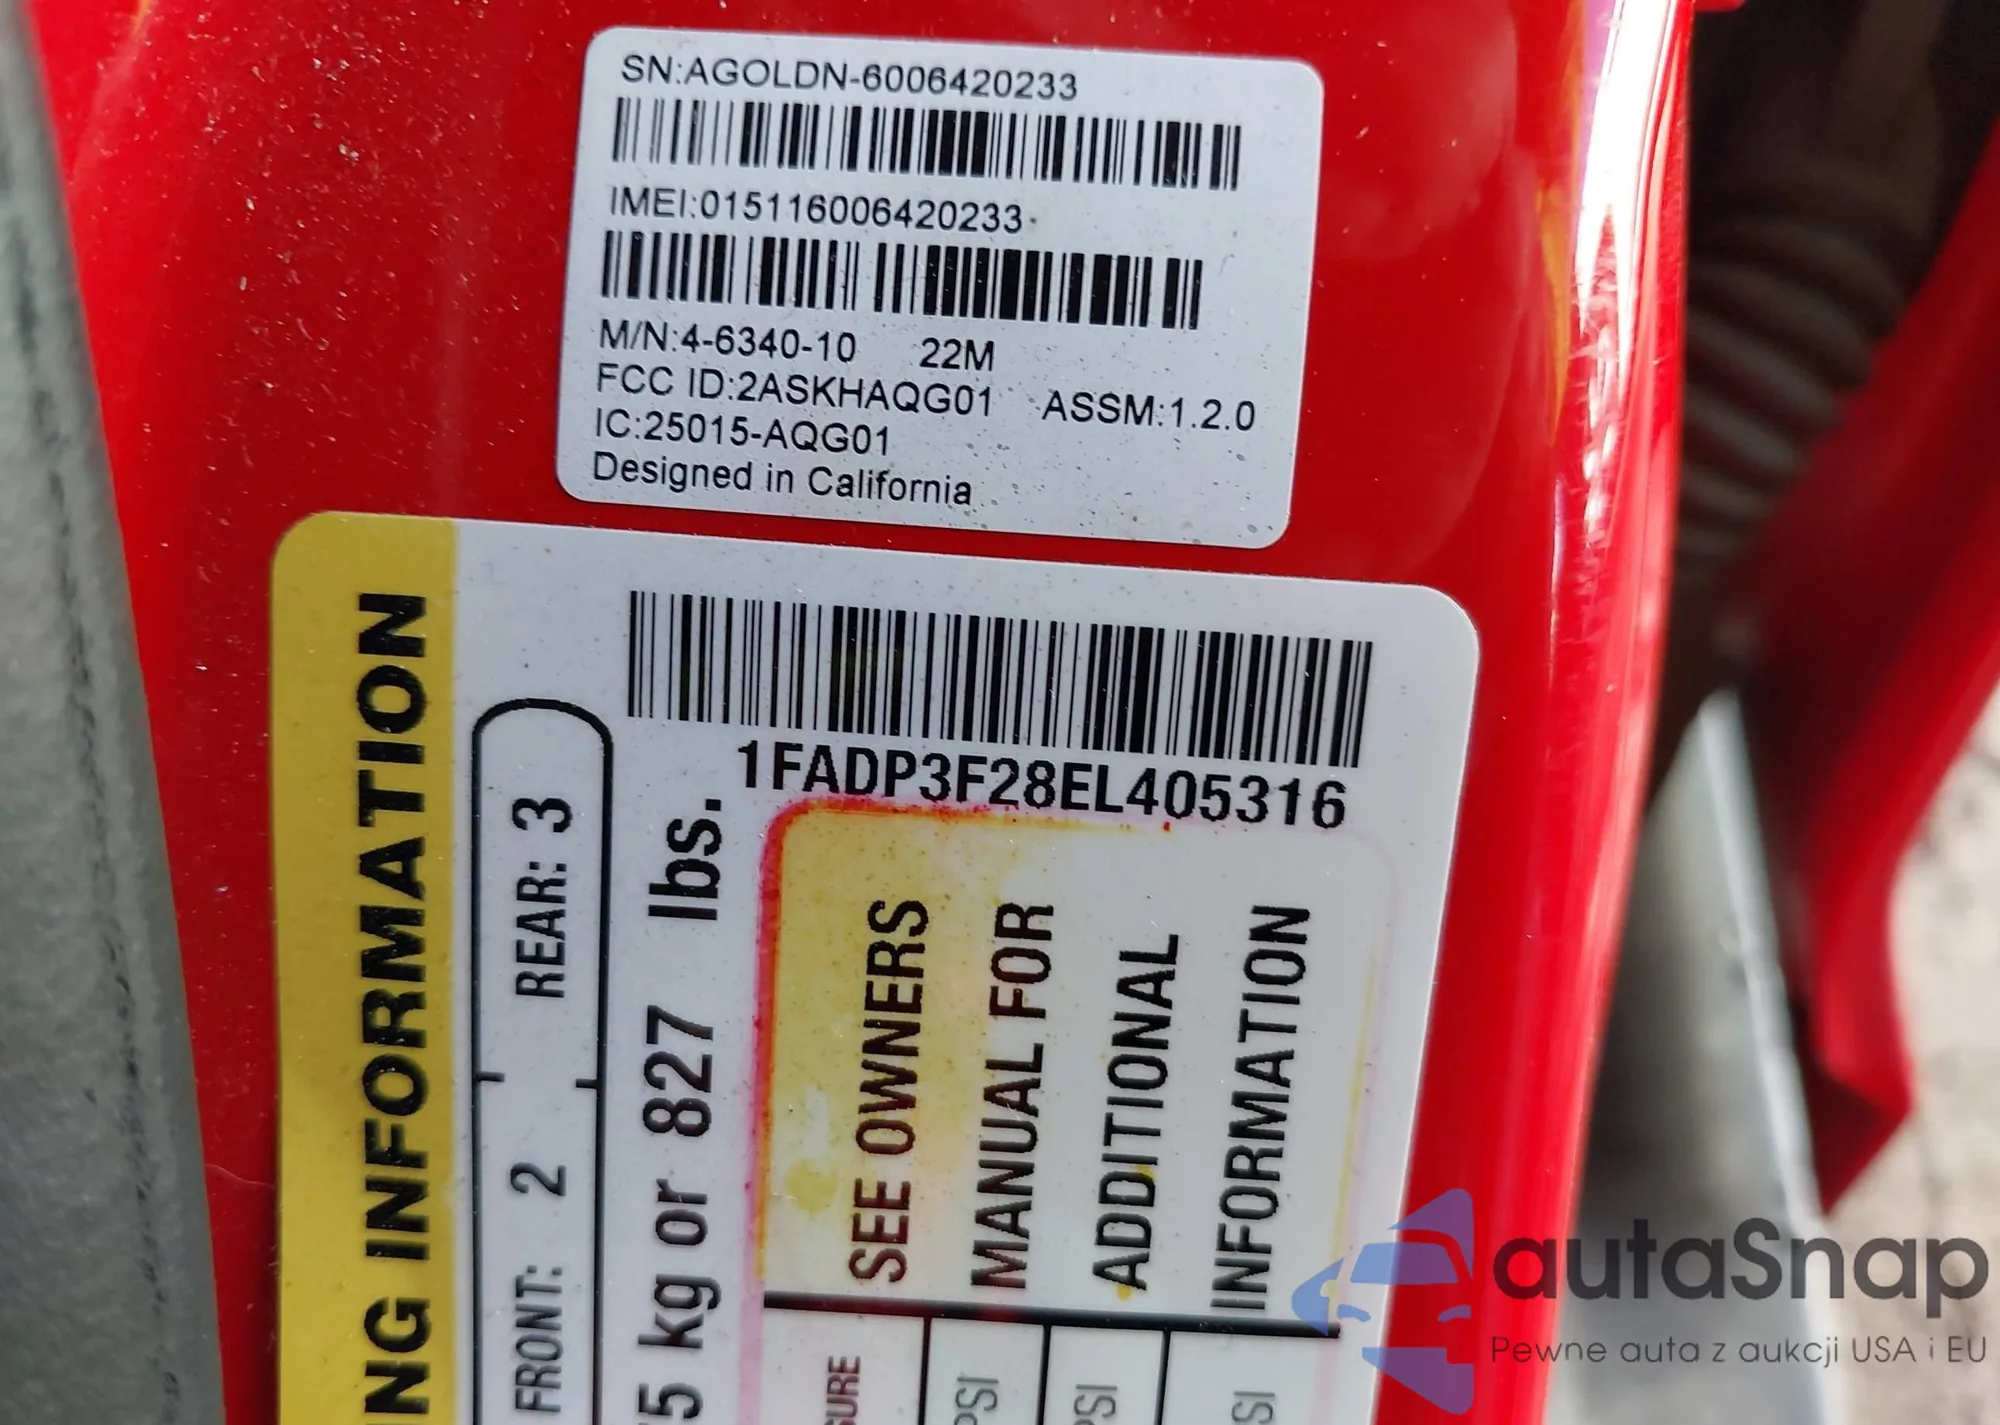 SN:AGOLDN-6006420233
IMEI:015116006420233
M/N:4-6340-10 22M
FCC ID:2ASKHAQG01 ASSM:1.2.0
IC:25015-AQG01
Designed in California
1FADP3F28EL405316
INFORMATION
FRONT: 2 REAR: 3
kg or 827 lbs.
SEE OWNERS
MANUAL FOR
ADDITIONAL
INFORMATION
autaSnap
Pewne auta z aukcji USA i EU